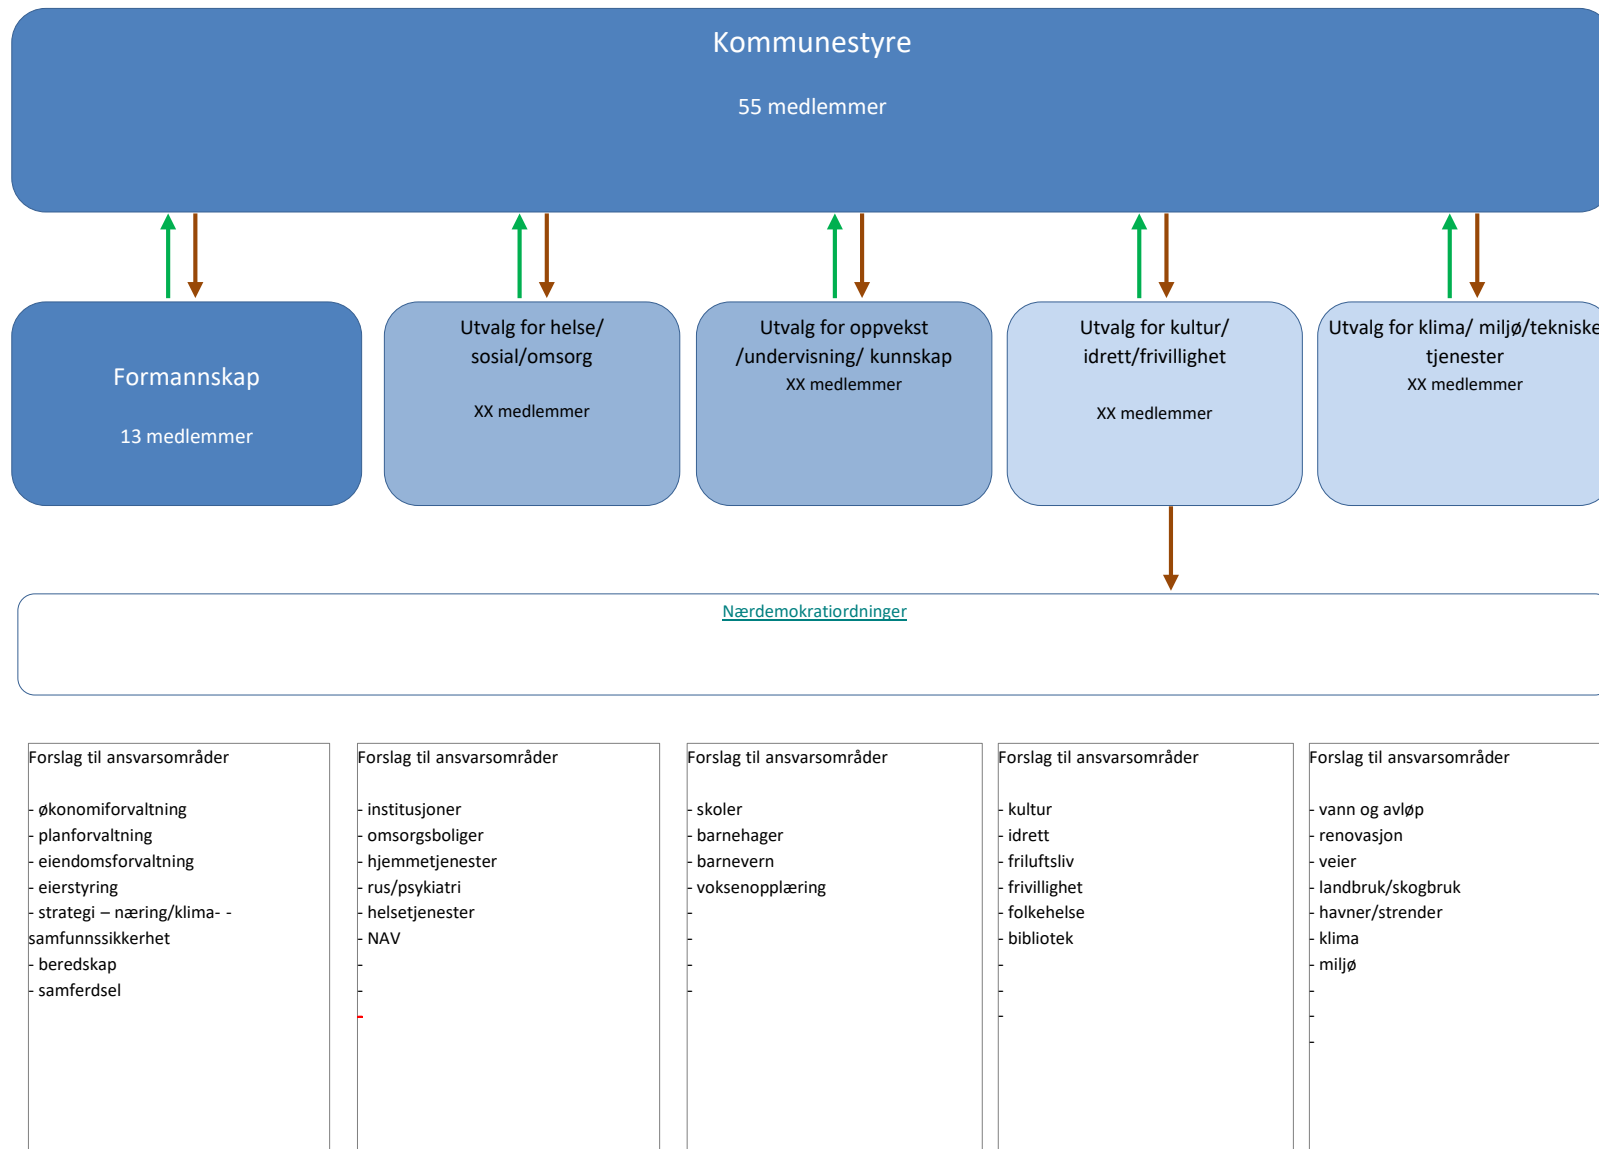 Kommunestyre
55 medlemmer
Formannskap
13 medlemmer
Utvalg for helse/
sosial/omsorg
XX medlemmer
Utvalg for oppvekst
/undervisning/ kunnskap
XX medlemmer
Utvalg for kultur/
idrett/frivillighet
XX medlemmer
Utvalg for klima/ miljø/tekniske
tjenester
XX medlemmer
Nærdemokratiordninger
Forslag til ansvarsområder
- økonomiforvaltning
- planforvaltning
- eiendomsforvaltning
- eierstyring
- strategi – næring/klima- -
samfunnssikkerhet
- beredskap
- samferdsel
Forslag til ansvarsområder
- institusjoner
- omsorgsboliger
- hjemmetjenester
- rus/psykiatri
- helsetjenester
- NAV
-
-
-
Forslag til ansvarsområder
- skoler
- barnehager
- barnevern
- voksenopplæring
-
-
-
-
Forslag til ansvarsområder
- kultur
- idrett
- friluftsliv
- frivillighet
- folkehelse
- bibliotek
-
-
-
Forslag til ansvarsområder
- vann og avløp
- renovasjon
- veier
- landbruk/skogbruk
- havner/strender
- klima
- miljø
-
-
-